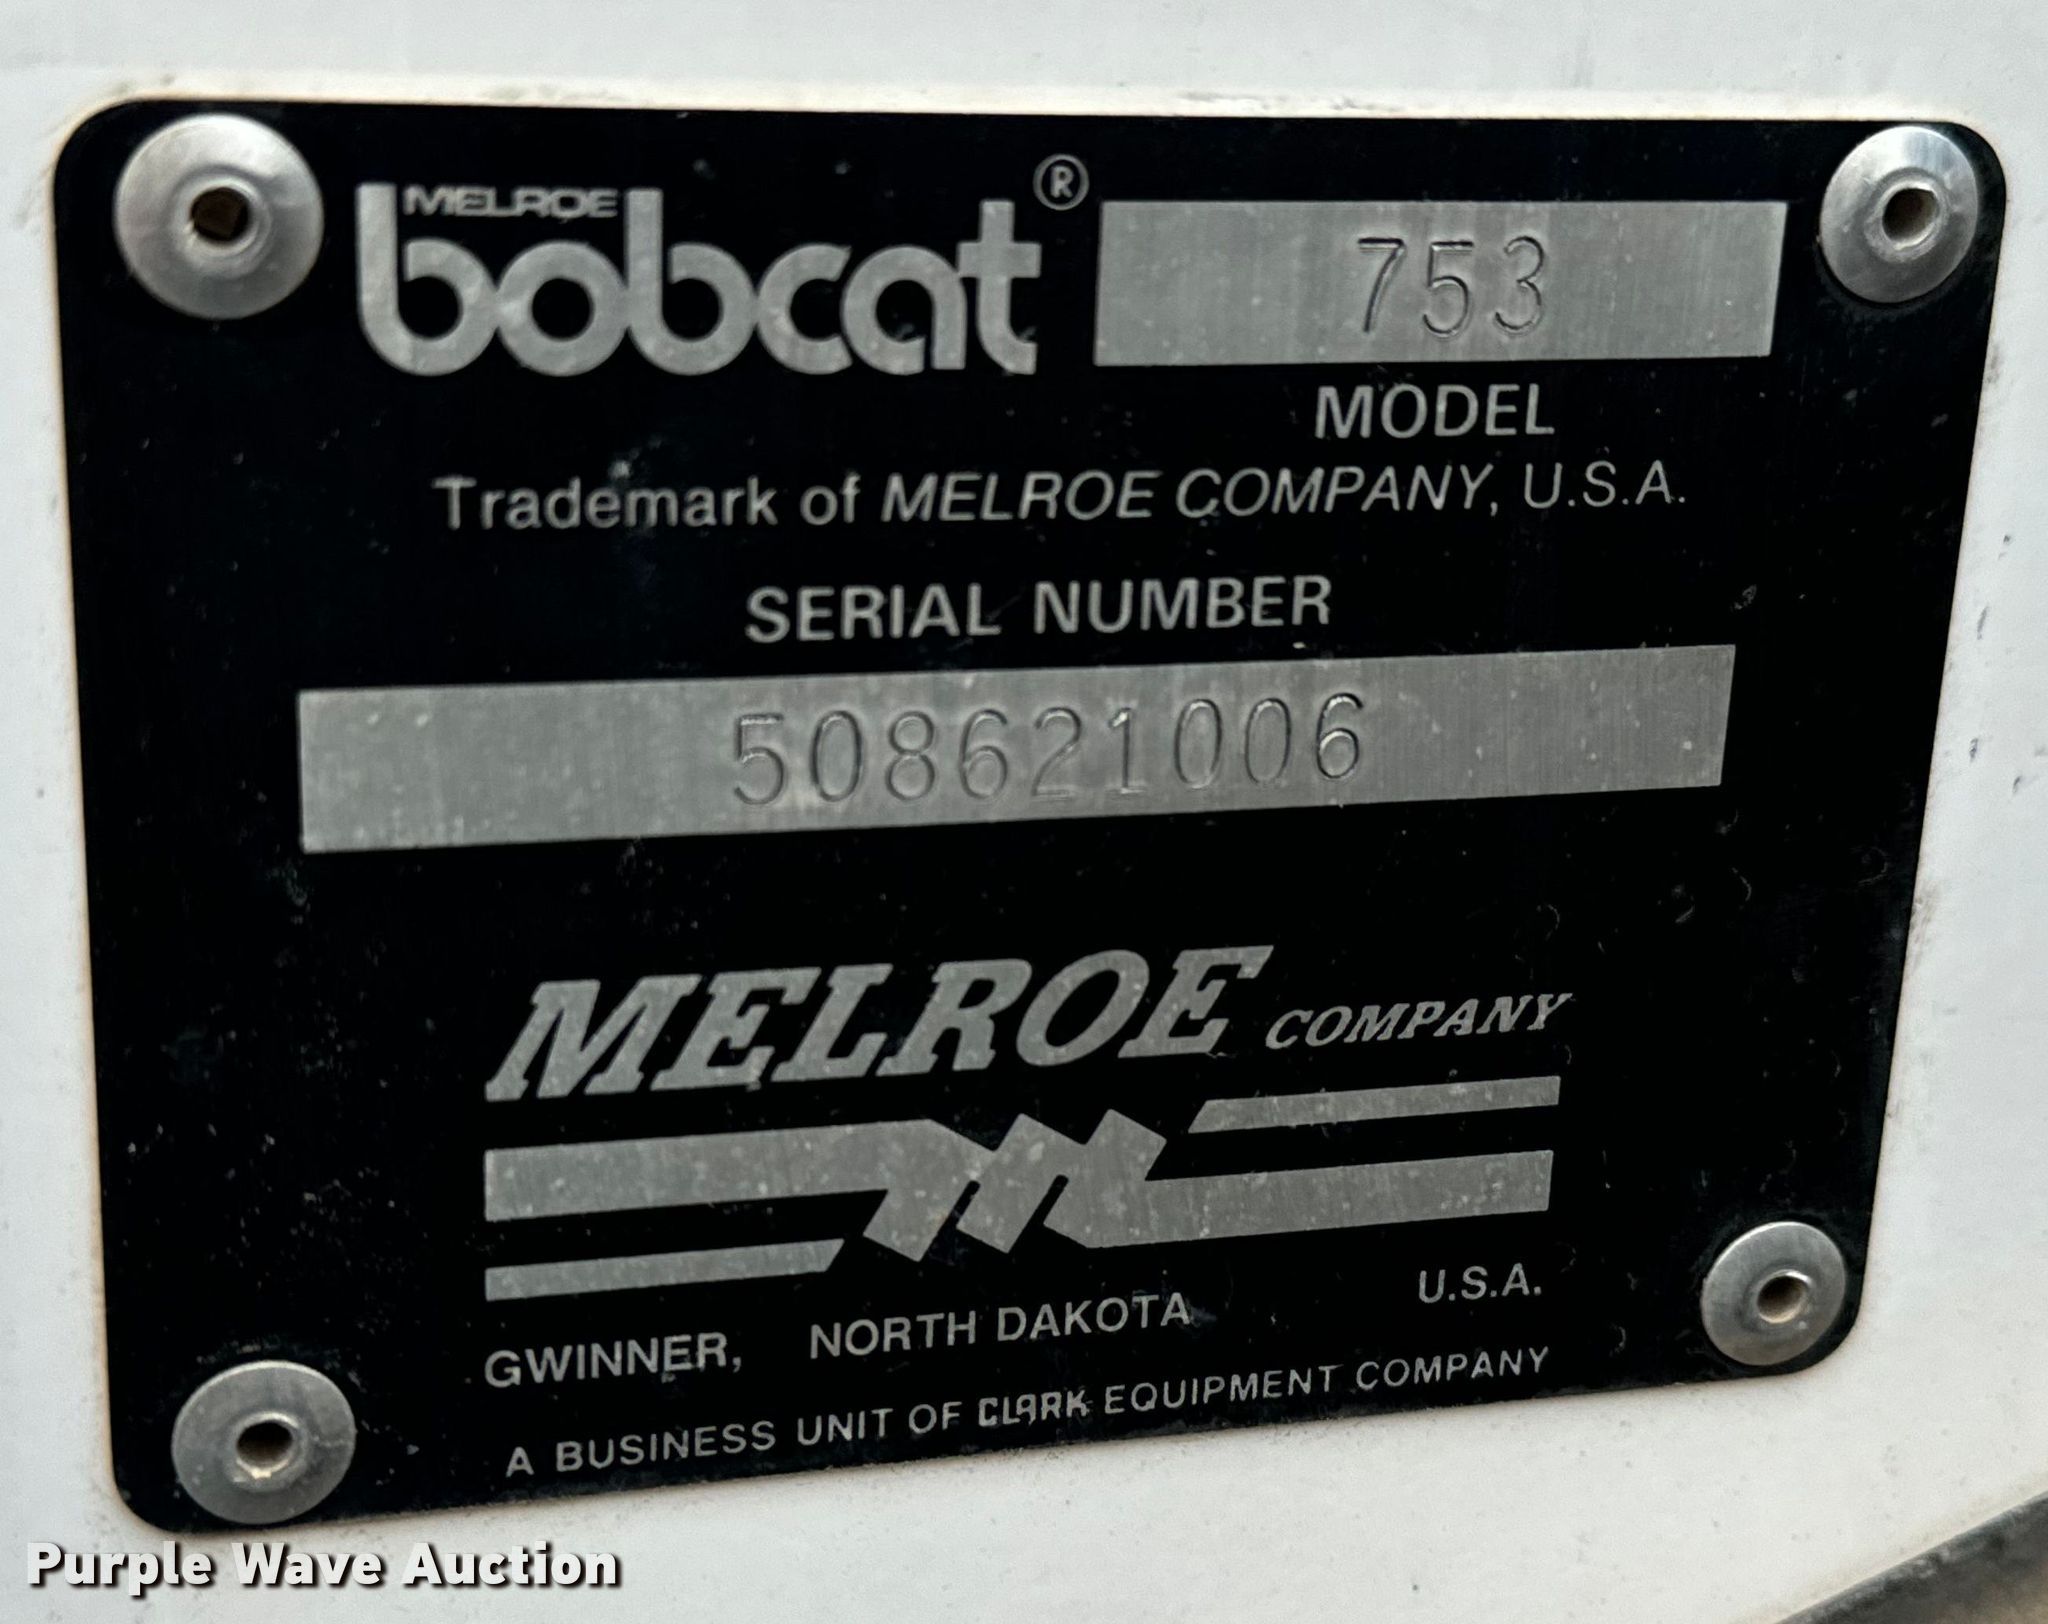 MELROE
bobcat® 753
MODEL
Trademark of MELROE COMPANY, U.S.A.
SERIAL NUMBER
508621006
MELROE COMPANY
GWINNER, NORTH DAKOTA U.S.A.
A BUSINESS UNIT OF CLARK EQUIPMENT COMPANY
Purple Wave Auction